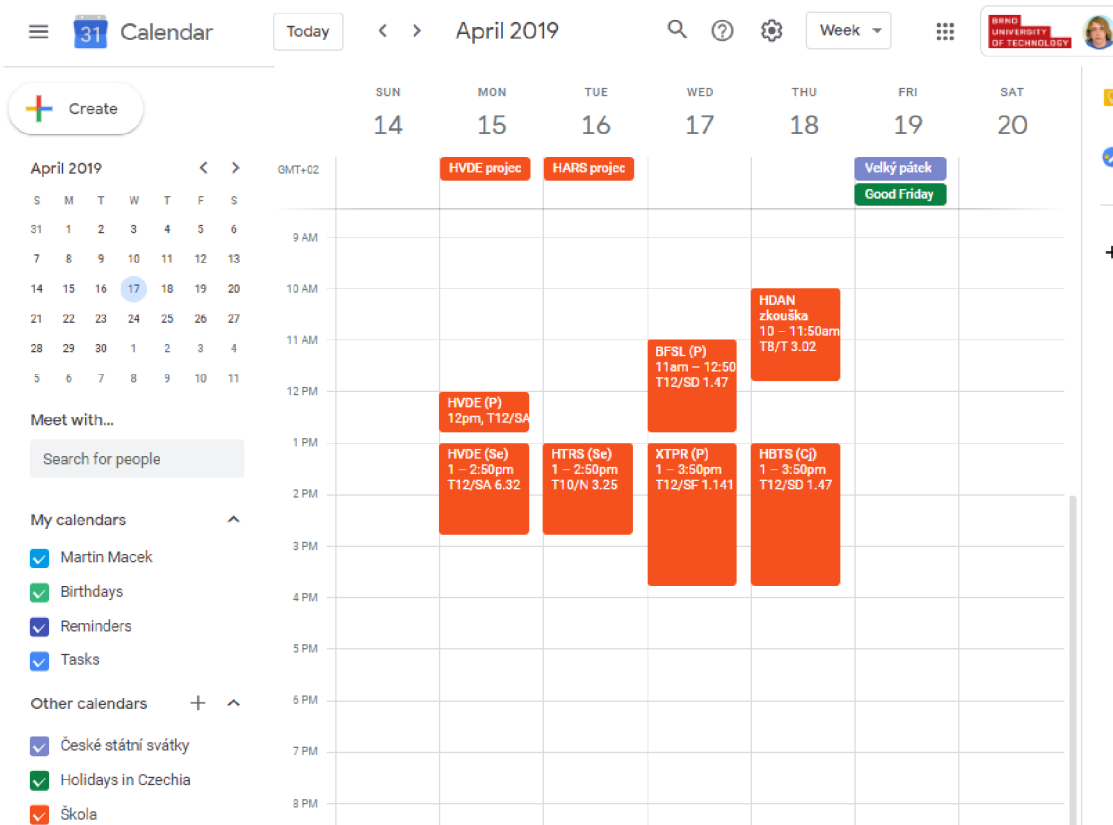 31 Calendar Today April 2019 Week BRNO UNIVERSITY OF TECHNOLOGY
Create
SUN MON TUE WED THU FRI SAT
14 15 16 17 18 19 20
April 2019
S M T W T F S
31 1 2 3 4 5 6
7 8 9 10 11 12 13
14 15 16 17 18 19 20
21 22 23 24 25 26 27
28 29 30 1 2 3 4
5 6 7 8 9 10 11
Meet with...
Search for people
My calendars
Martin Macek
Birthdays
Reminders
Tasks
Other calendars
České státní svátky
Holidays in Czechia
Škola
GMT+02
HVDE projec
HARS projec
Velký pátek
Good Friday
9 AM
10 AM
11 AM
12 PM
1 PM
2 PM
3 PM
4 PM
5 PM
6 PM
7 PM
8 PM
HVDE (P)
12pm, T12/SA
HVDE (Se)
1 – 2:50pm
T12/SA 6.32
HTRS (Se)
1 – 2:50pm
T10/N 3.25
BFSL (P)
11am – 12:50
T12/SD 1.47
XTPR (P)
1 – 3:50pm
T12/SF 1.141
HDAN
zkouška
10 – 11:50am
T8/T 3.02
HBTS (Cj)
1 – 3:50pm
T12/SD 1.47